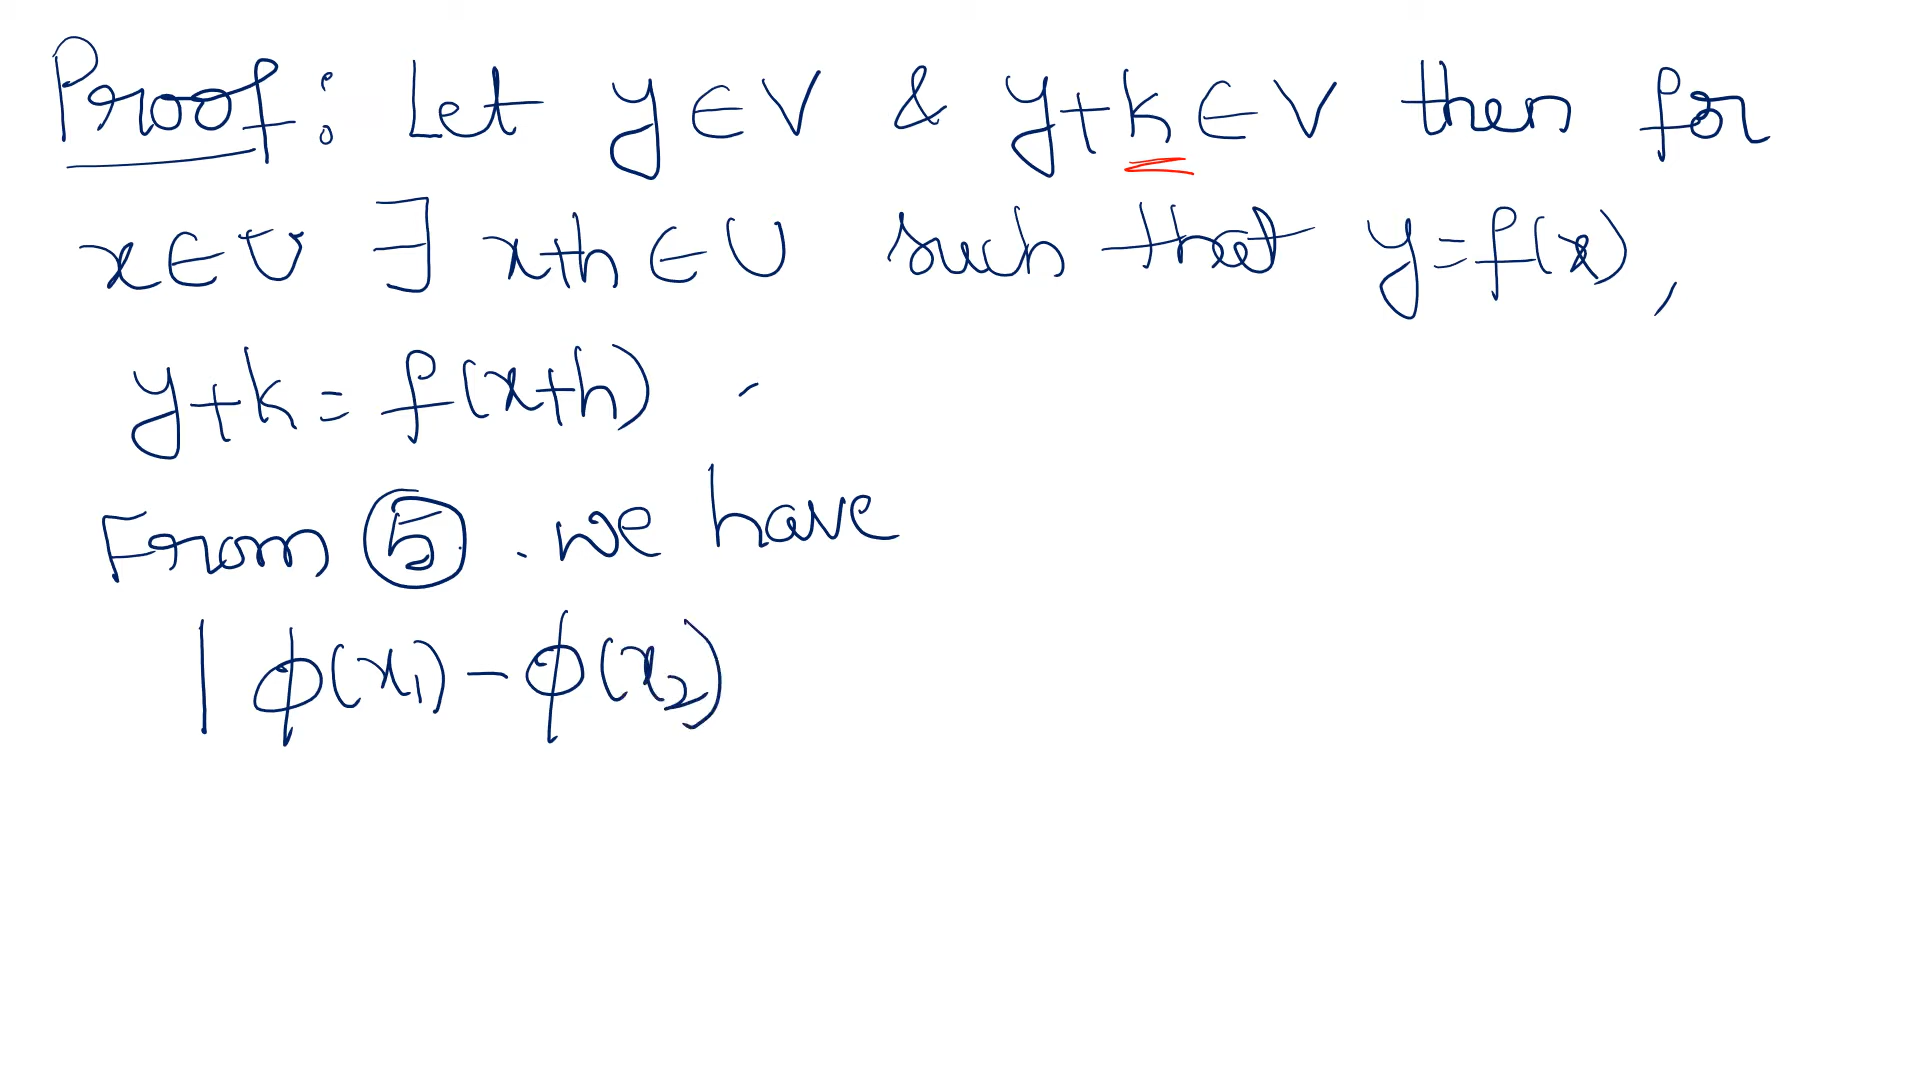 Proof: Let y∈V & y+k∈V then for
x∈U ∃ x+h∈U such that y=f(x),
y+k = f(x+h) .
From ⑤ . we have
| ϕ(x₁) - ϕ(x₂)